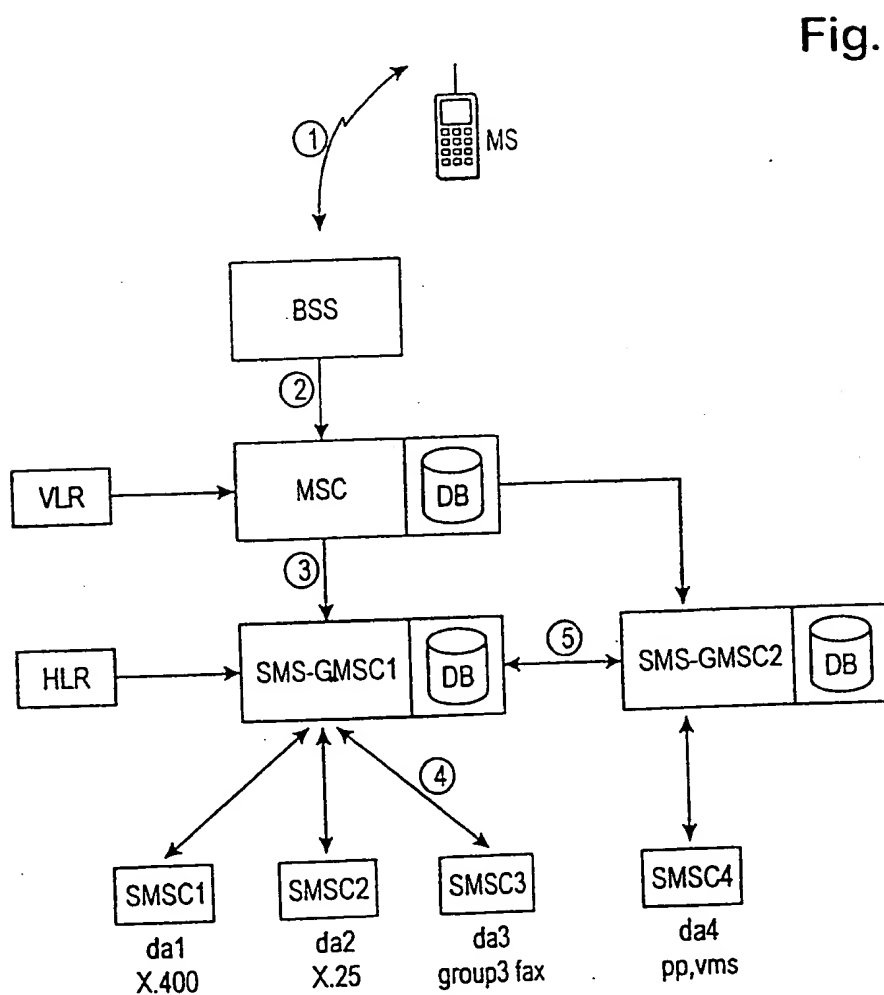 Fig.
1
MS
BSS
2
VLR
MSC
DB
3
HLR
SMS-GMSC1
DB
5
SMS-GMSC2
DB
4
SMSC1
SMSC2
SMSC3
SMSC4
da1
da2
da3
da4
X.400
X.25
group3 fax
pp,vms